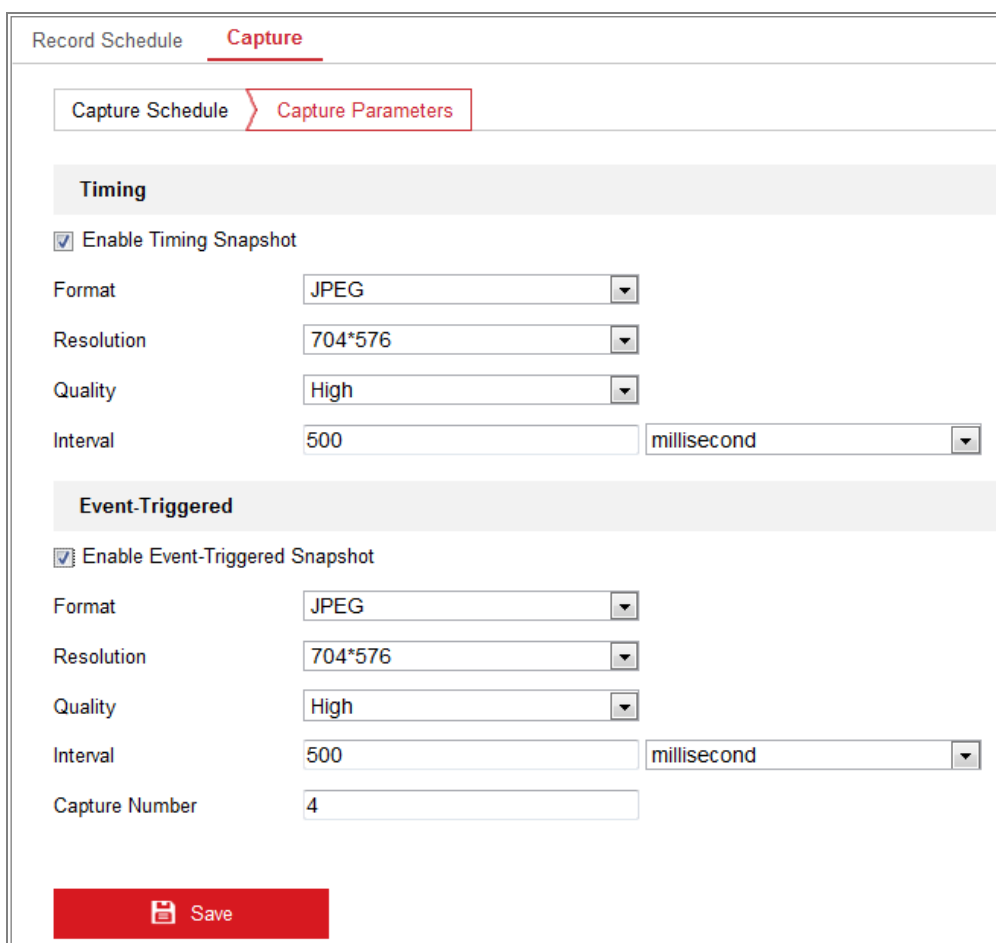 Record Schedule Capture
Capture Schedule Capture Parameters
Timing
Enable Timing Snapshot
Format JPEG
Resolution 704*576
Quality High
Interval 500 millisecond
Event-Triggered
Enable Event-Triggered Snapshot
Format JPEG
Resolution 704*576
Quality High
Interval 500 millisecond
Capture Number 4
Save